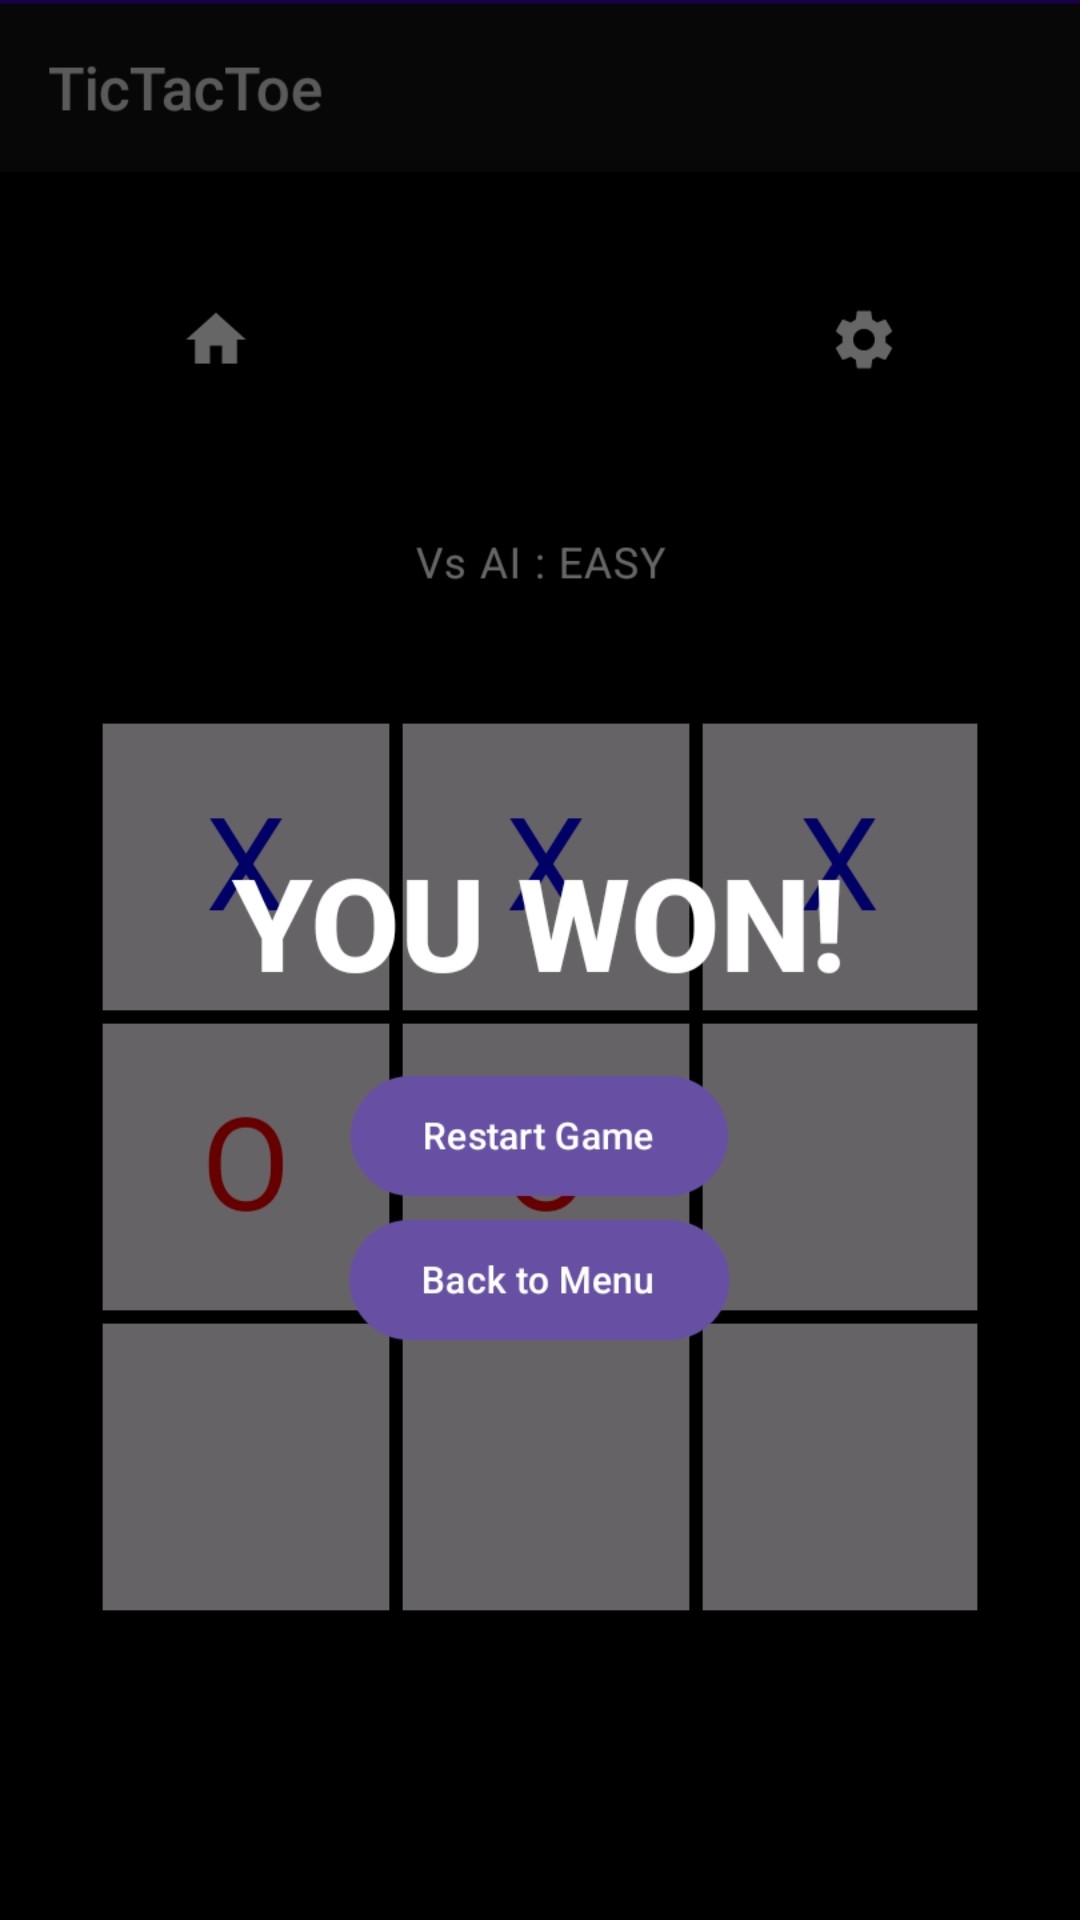 TicTacToe
Vs AI : EASY
X X X
YOU WON!
O O
Restart Game
Back to Menu